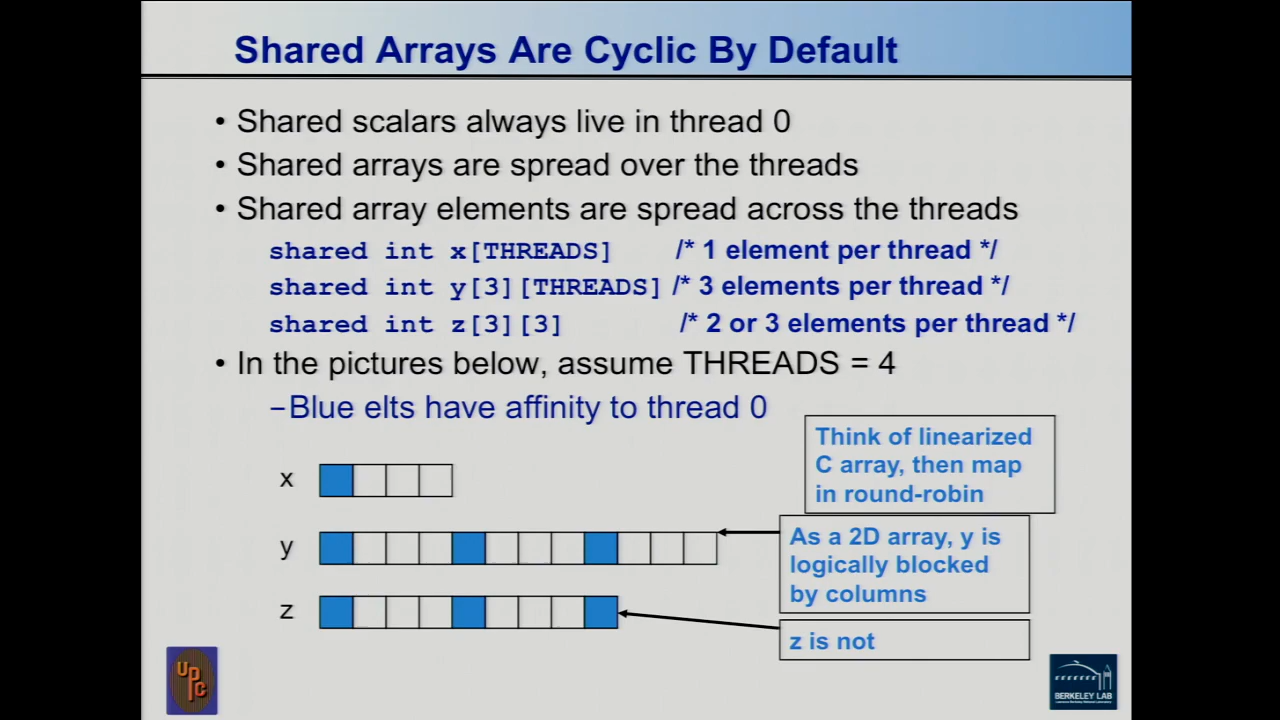 Shared Arrays Are Cyclic By Default
• Shared scalars always live in thread 0
• Shared arrays are spread over the threads
• Shared array elements are spread across the threads
shared int x[THREADS] /* 1 element per thread */
shared int y[3][THREADS] /* 3 elements per thread */
shared int z[3][3] /* 2 or 3 elements per thread */
• In the pictures below, assume THREADS = 4
–Blue elts have affinity to thread 0
Think of linearized
C array, then map
in round-robin
x
As a 2D array, y is
logically blocked
by columns
y
z
z is not
UPC
BERKELEY LAB